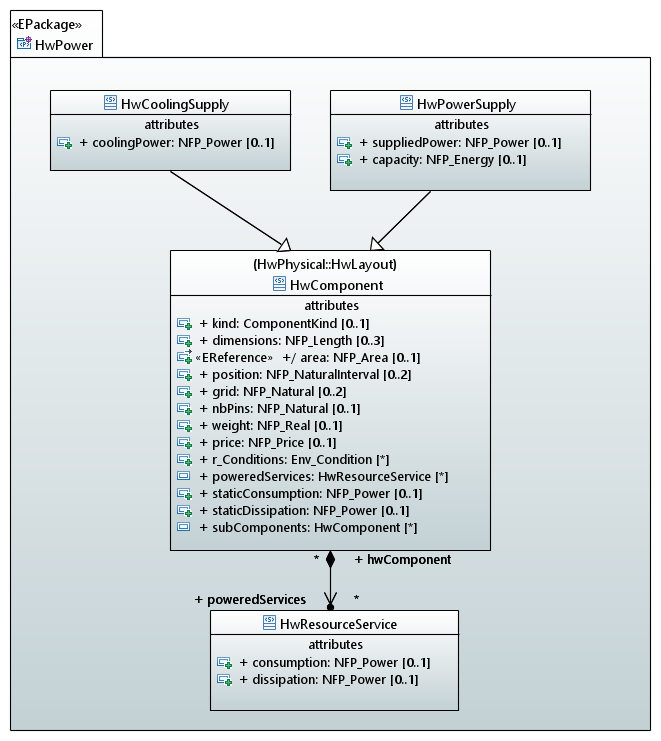 «EPackage»
HwPower
HwCoolingSupply
attributes
+ coolingPower: NFP_Power [0..1]
HwPowerSupply
attributes
+ suppliedPower: NFP_Power [0..1]
+ capacity: NFP_Energy [0..1]
(HwPhysical::HwLayout)
HwComponent
attributes
+ kind: ComponentKind [0..1]
+ dimensions: NFP_Length [0..3]
«EReference» +/ area: NFP_Area [0..1]
+ position: NFP_NaturalInterval [0..2]
+ grid: NFP_Natural [0..2]
+ nbPins: NFP_Natural [0..1]
+ weight: NFP_Real [0..1]
+ price: NFP_Price [0..1]
+ r_Conditions: Env_Condition [*]
+ poweredServices: HwResourceService [*]
+ staticConsumption: NFP_Power [0..1]
+ staticDissipation: NFP_Power [0..1]
+ subComponents: HwComponent [*]
* + hwComponent
+ poweredServices *
HwResourceService
attributes
+ consumption: NFP_Power [0..1]
+ dissipation: NFP_Power [0..1]